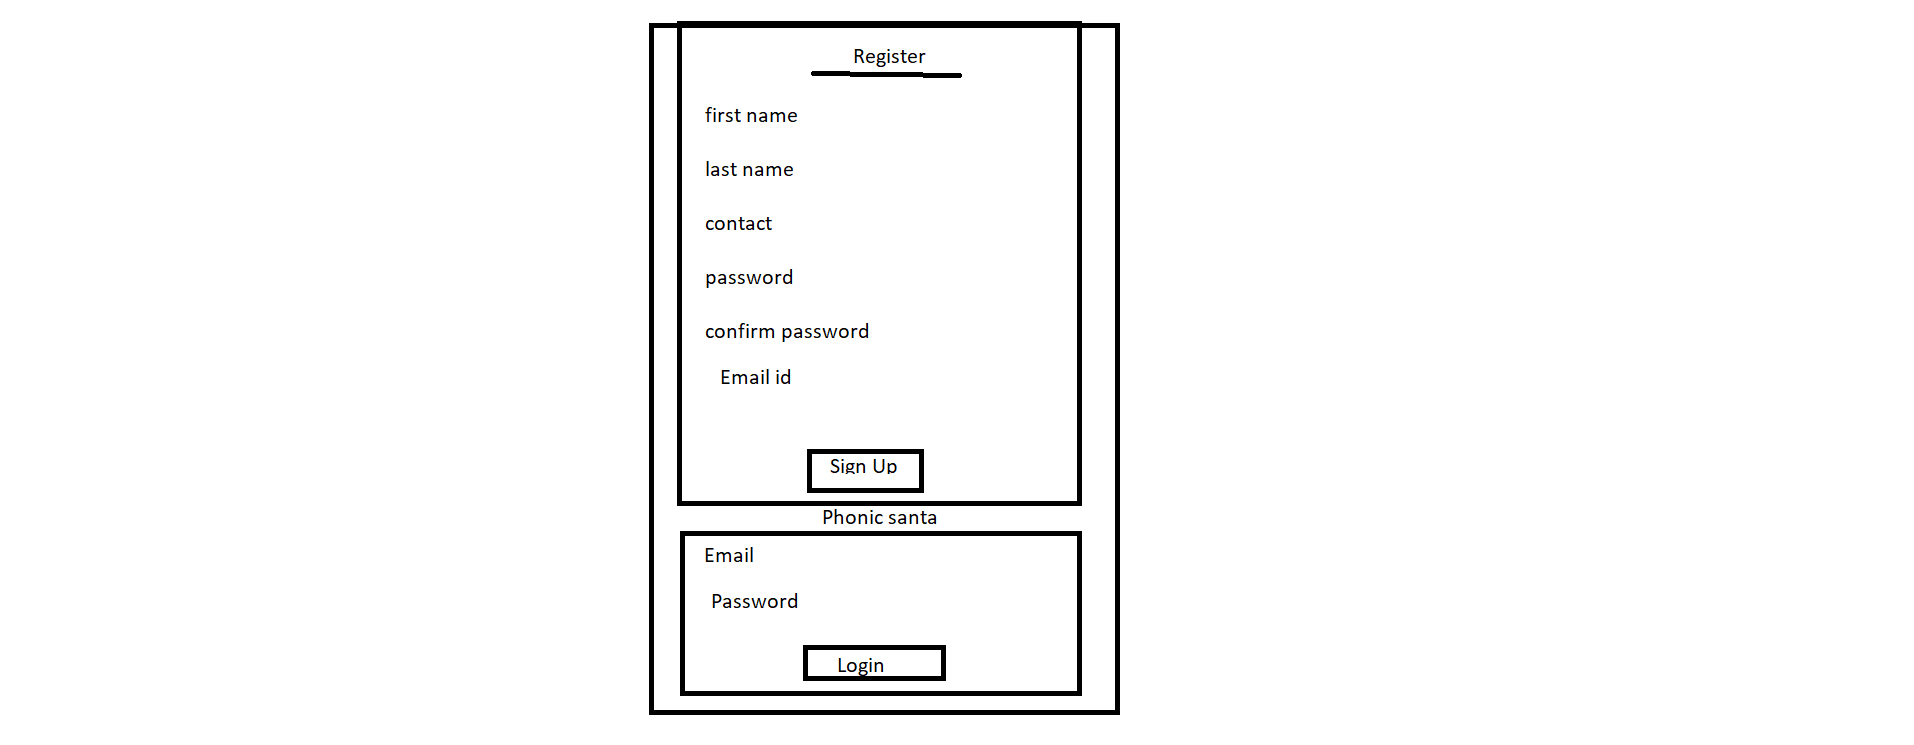 Register
first name
last name
contact
password
confirm password
Email id
Sign Up
Phonic santa
Email
Password
Login